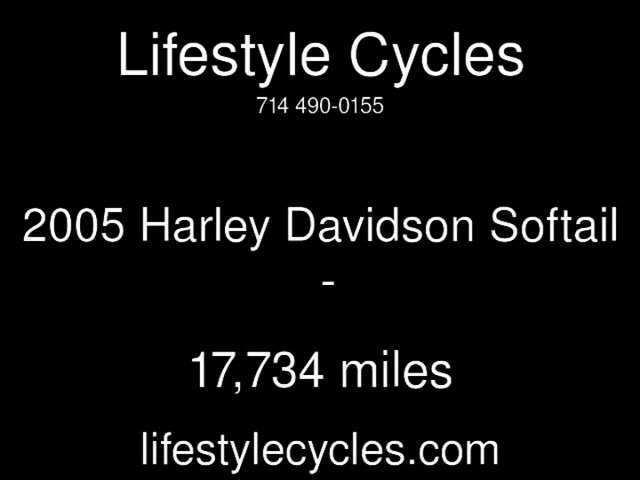 Lifestyle Cycles
714 490-0155
2005 Harley Davidson Softail
-
17,734 miles
lifestylecycles.com